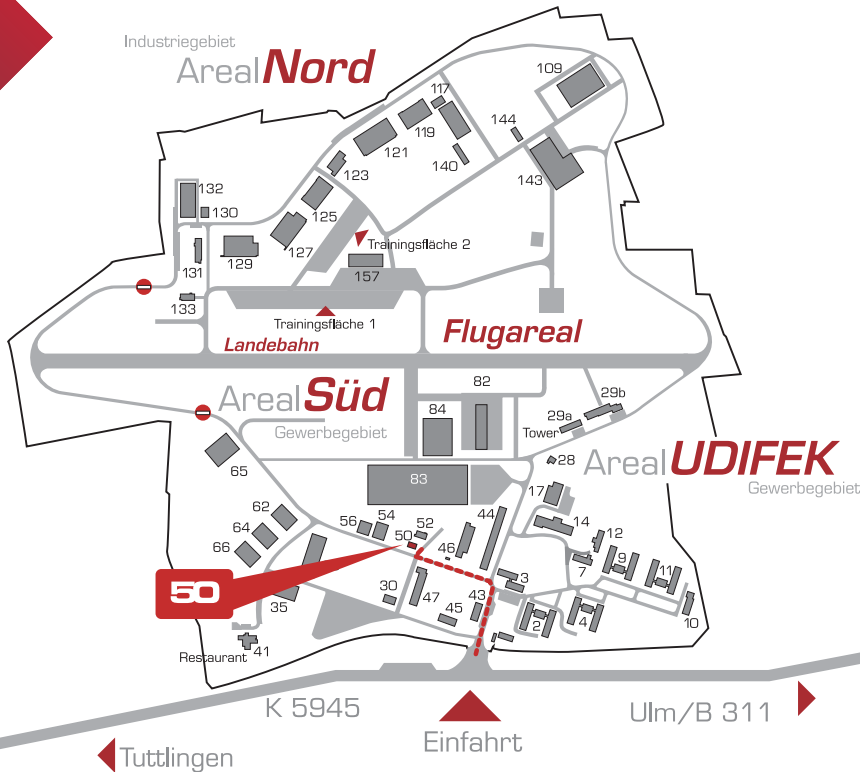 Industriegebiet
Areal Nord
109
117
119
144
121
140
143
123
132
130
125
127
Trainingsfläche 2
131
129
157
133
Trainingsfläche 1
Landebahn
Flugareal
Areal Süd
Gewerbegebiet
82
84
29b
29a
Tower
28
Areal UDIFEK
Gewerbegebiet
65
83
17
62
56
54
52
50
44
14
12
64
46
66
9
11
7
3
50
35
30
47
43
45
2
4
10
Restaurant
41
K 5945
Ulm/B 311
Einfahrt
Tuttlingen